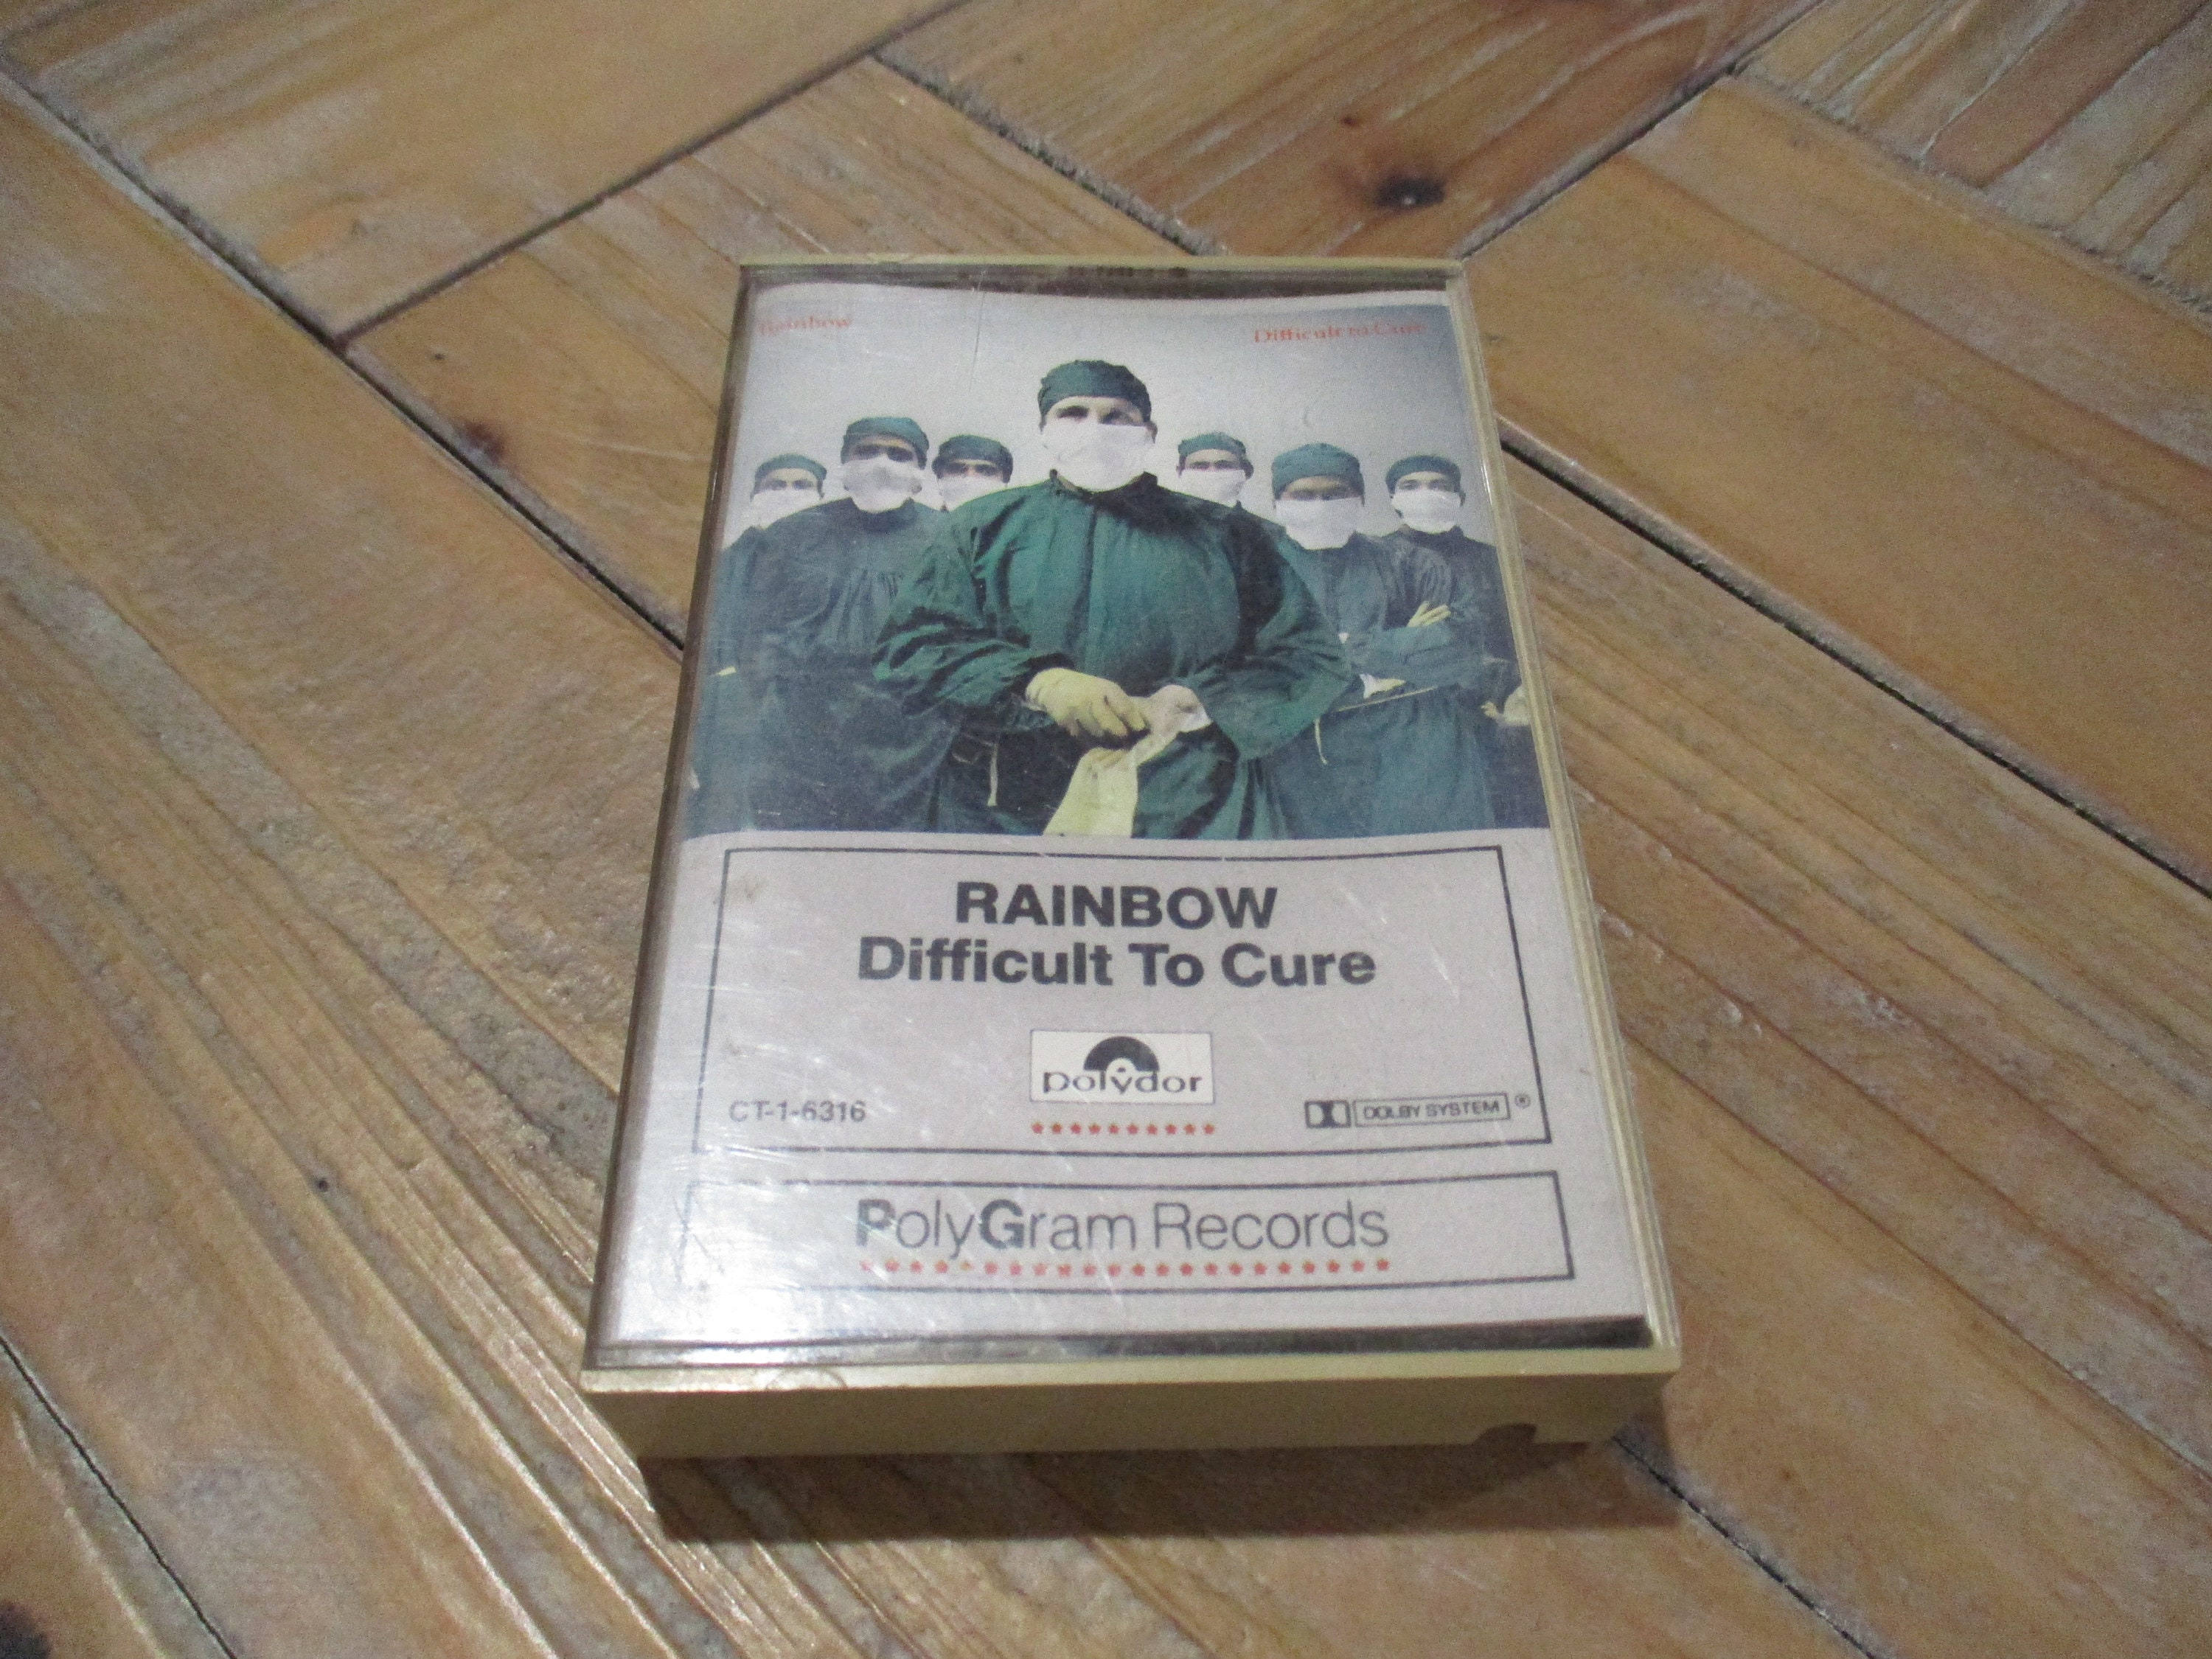 Rainbow
Difficult to Cure
RAINBOW
Difficult To Cure
polydor
CT-1-6316
DOLBY SYSTEM ®
PolyGram Records